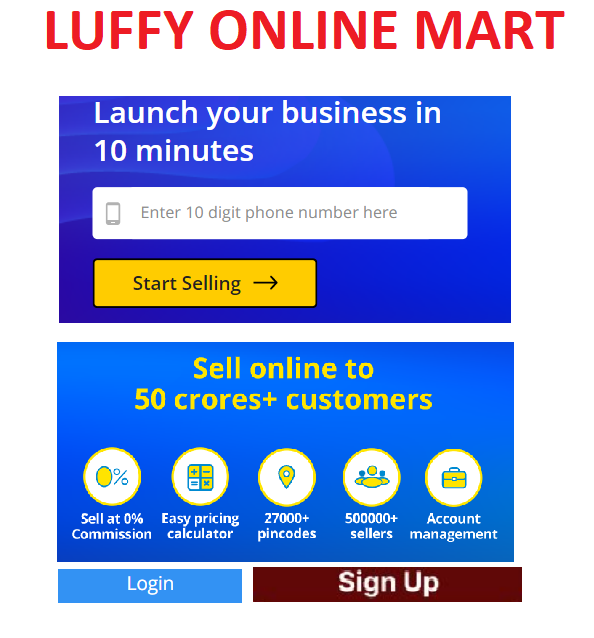 LUFFY ONLINE MART
Launch your business in
10 minutes
Enter 10 digit phone number here
Start Selling →
Sell online to
50 crores+ customers
%
Sell at 0% Easy pricing 27000+ 500000+ Account
Commission calculator pincodes sellers management
Login Sign Up